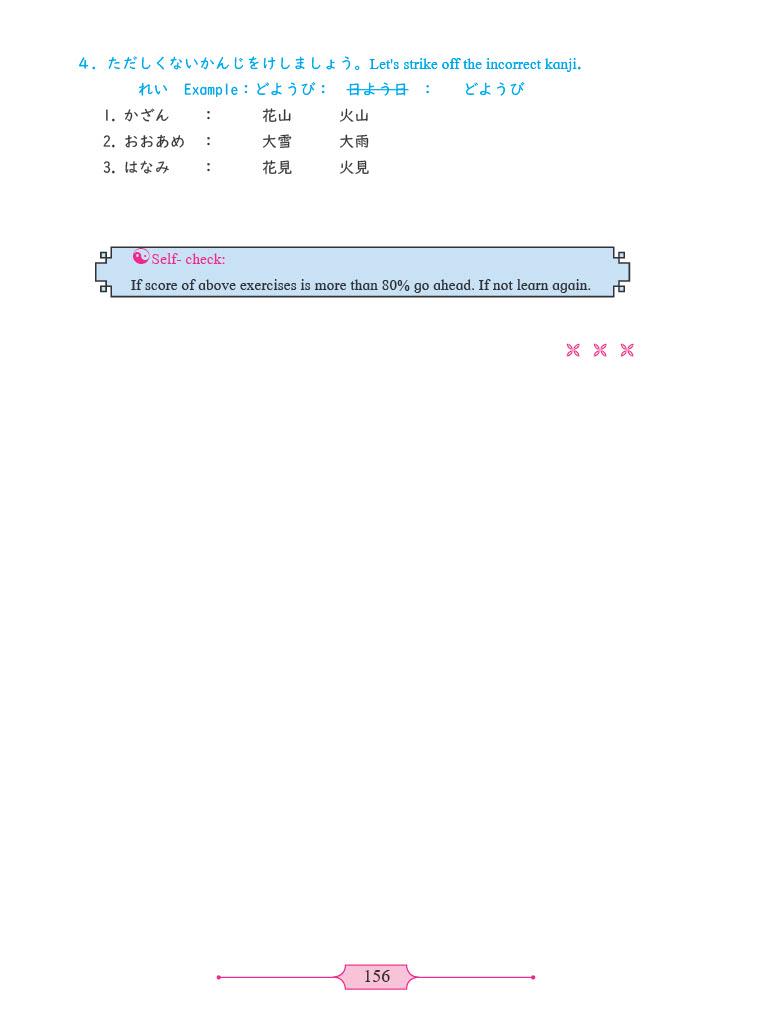 ４．ただしくないかんじをけしましょう。Let's strike off the incorrect kanji.
れい　Example：どようび：　日よう日　：　どようび
1. かざん　：　花山　火山
2. おおあめ　：　大雪　大雨
3. はなみ　：　花見　火見
Self- check:
If score of above exercises is more than 80% go ahead. If not learn again.
156